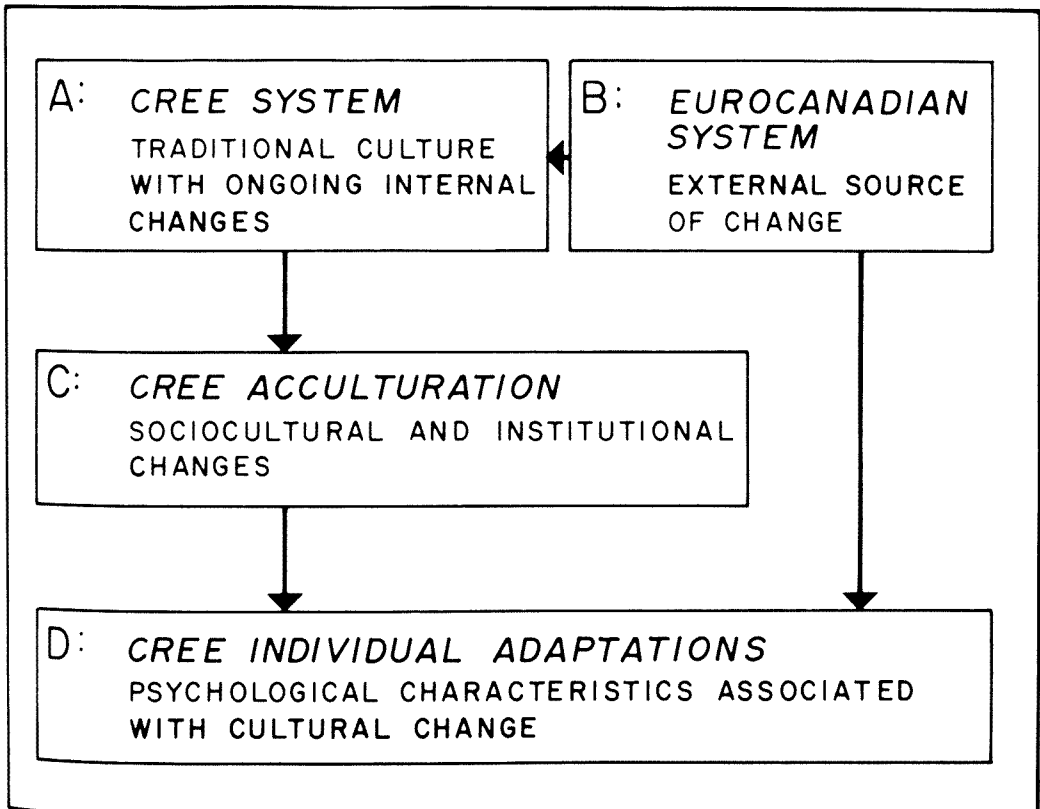 A: CREE SYSTEM
TRADITIONAL CULTURE
WITH ONGOING INTERNAL
CHANGES
B: EUROCANADIAN
SYSTEM
EXTERNAL SOURCE
OF CHANGE
C: CREE ACCULTURATION
SOCIOCULTURAL AND INSTITUTIONAL
CHANGES
D: CREE INDIVIDUAL ADAPTATIONS
PSYCHOLOGICAL CHARACTERISTICS ASSOCIATED
WITH CULTURAL CHANGE